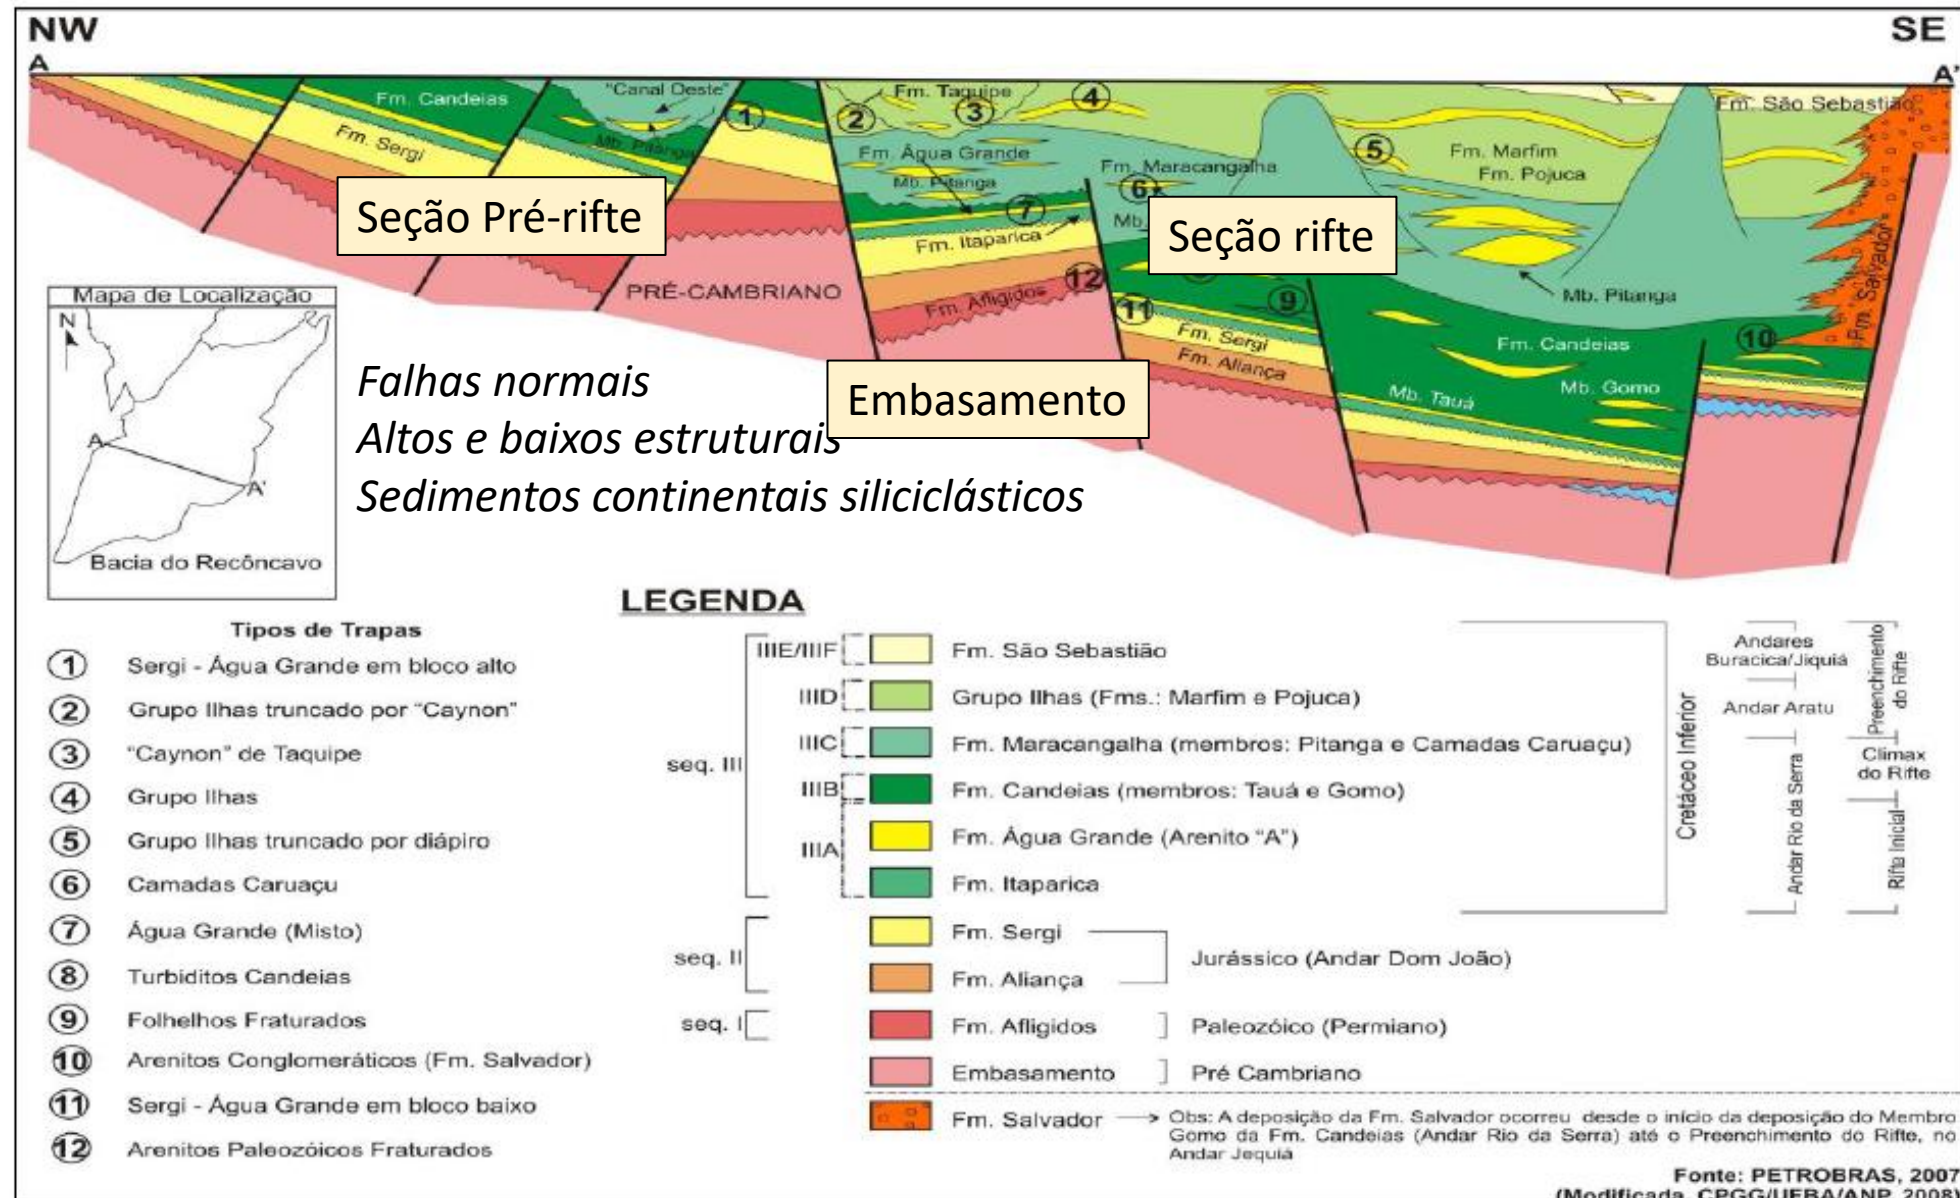 NW
SE
A
A'
Fm. Candeias
"Canal Oeste"
Fm. Taquipe
Fm. São Sebastião
1
2
3
4
Fm. Sergi
Mb. Pitanga
Fm. Água Grande
Mb. Pitanga
Fm. Maracangalha
5
Fm. Marfim
Fm. Pojuca
6
7
Mb.
Seção Pré-rifte
Fm. Itaparica
Seção rifte
Fm. Salvador
PRÉ-CAMBRIANO
Fm. Afligidos
12
11
9
Mb. Pitanga
Fm. Sergi
Fm. Aliança
Fm. Candeias
10
Mb. Tauá
Mb. Gomo
Embasamento
Mapa de Localização
N
A
A'
Bacia do Recôncavo
Falhas normais
Altos e baixos estruturais
Sedimentos continentais siliciclásticos
LEGENDA
Tipos de Trapas
1 Sergi - Água Grande em bloco alto
2 Grupo Ilhas truncado por "Caynon"
3 "Caynon" de Taquipe
4 Grupo Ilhas
5 Grupo Ilhas truncado por diápiro
6 Camadas Caruaçu
7 Água Grande (Misto)
8 Turbiditos Candeias
9 Folhelhos Fraturados
10 Arenitos Conglomeráticos (Fm. Salvador)
11 Sergi - Água Grande em bloco baixo
12 Arenitos Paleozóicos Fraturados
seq. III
seq. II
seq. I
IIIE/IIIF Fm. São Sebastião
IIID Grupo Ilhas (Fms.: Marfim e Pojuca)
IIIC Fm. Maracangalha (membros: Pitanga e Camadas Caruaçu)
IIIB Fm. Candeias (membros: Tauá e Gomo)
IIIA Fm. Água Grande (Arenito "A")
Fm. Itaparica
Fm. Sergi
Fm. Aliança
Jurássico (Andar Dom João)
Fm. Afligidos Paleozóico (Permiano)
Embasamento Pré Cambriano
Fm. Salvador
Obs: A deposição da Fm. Salvador ocorreu desde o início da deposição do Membro
Gomo da Fm. Candeias (Andar Rio da Serra) até o Preenchimento do Rifte, no
Andar Jequiá
Cretáceo Inferior
Andares
Buracica/Jiquiá
Andar Aratu
Andar Rio da Serra
Preenchimento
do Rifte
Climax
do Rifte
Rifte Inicial
Fonte: PETROBRAS, 2007
(Modificada, CPGG/UFBA/ANP, 2008)